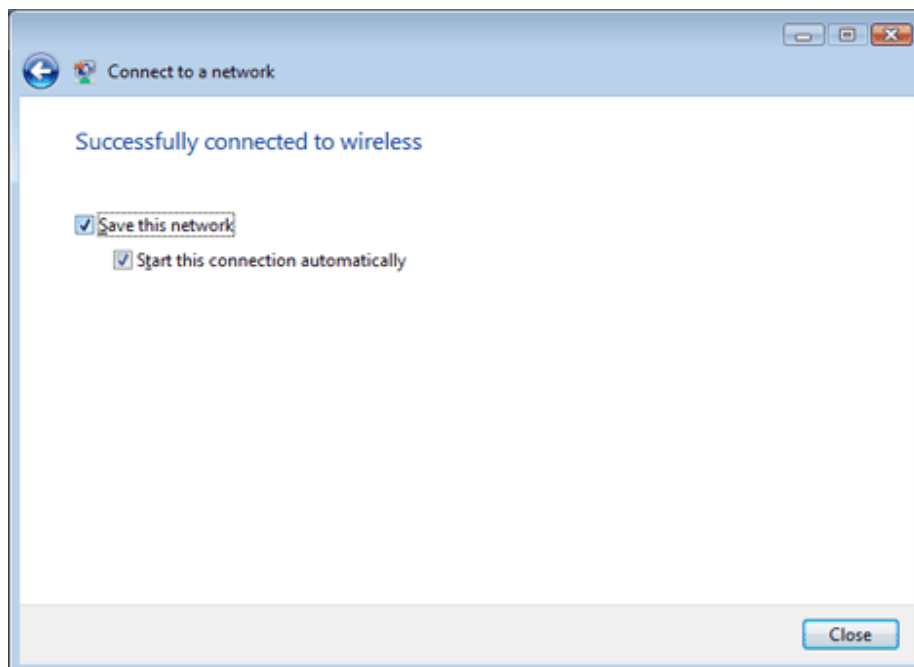 Connect to a network
Successfully connected to wireless
Save this network
Start this connection automatically
Close